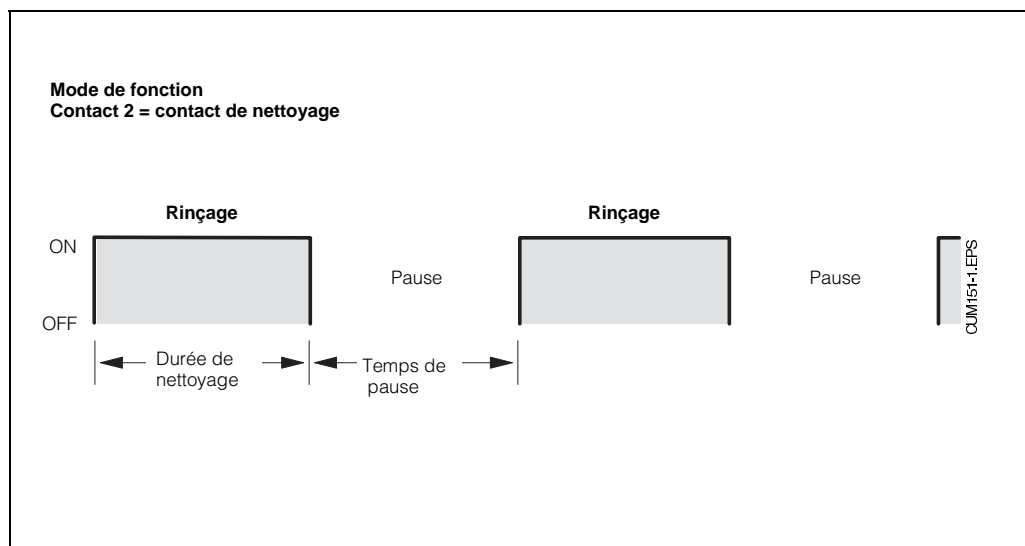 Mode de fonction
Contact 2 = contact de nettoyage
Rinçage
Rinçage
ON
Pause
Pause
OFF
Durée de
nettoyage
Temps de
pause
CUM151-1.EPS